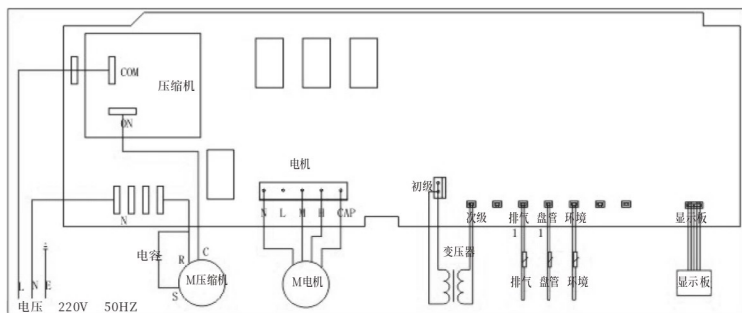 压缩机
COM
ON
电机
N L M H CAP
初级
次级 排气1 盘管1 环境 显示板
N
电容
R
C
S
M压缩机
M电机
变压器
排气 盘管 环境
显示板
L N E
电压 220V 50HZ